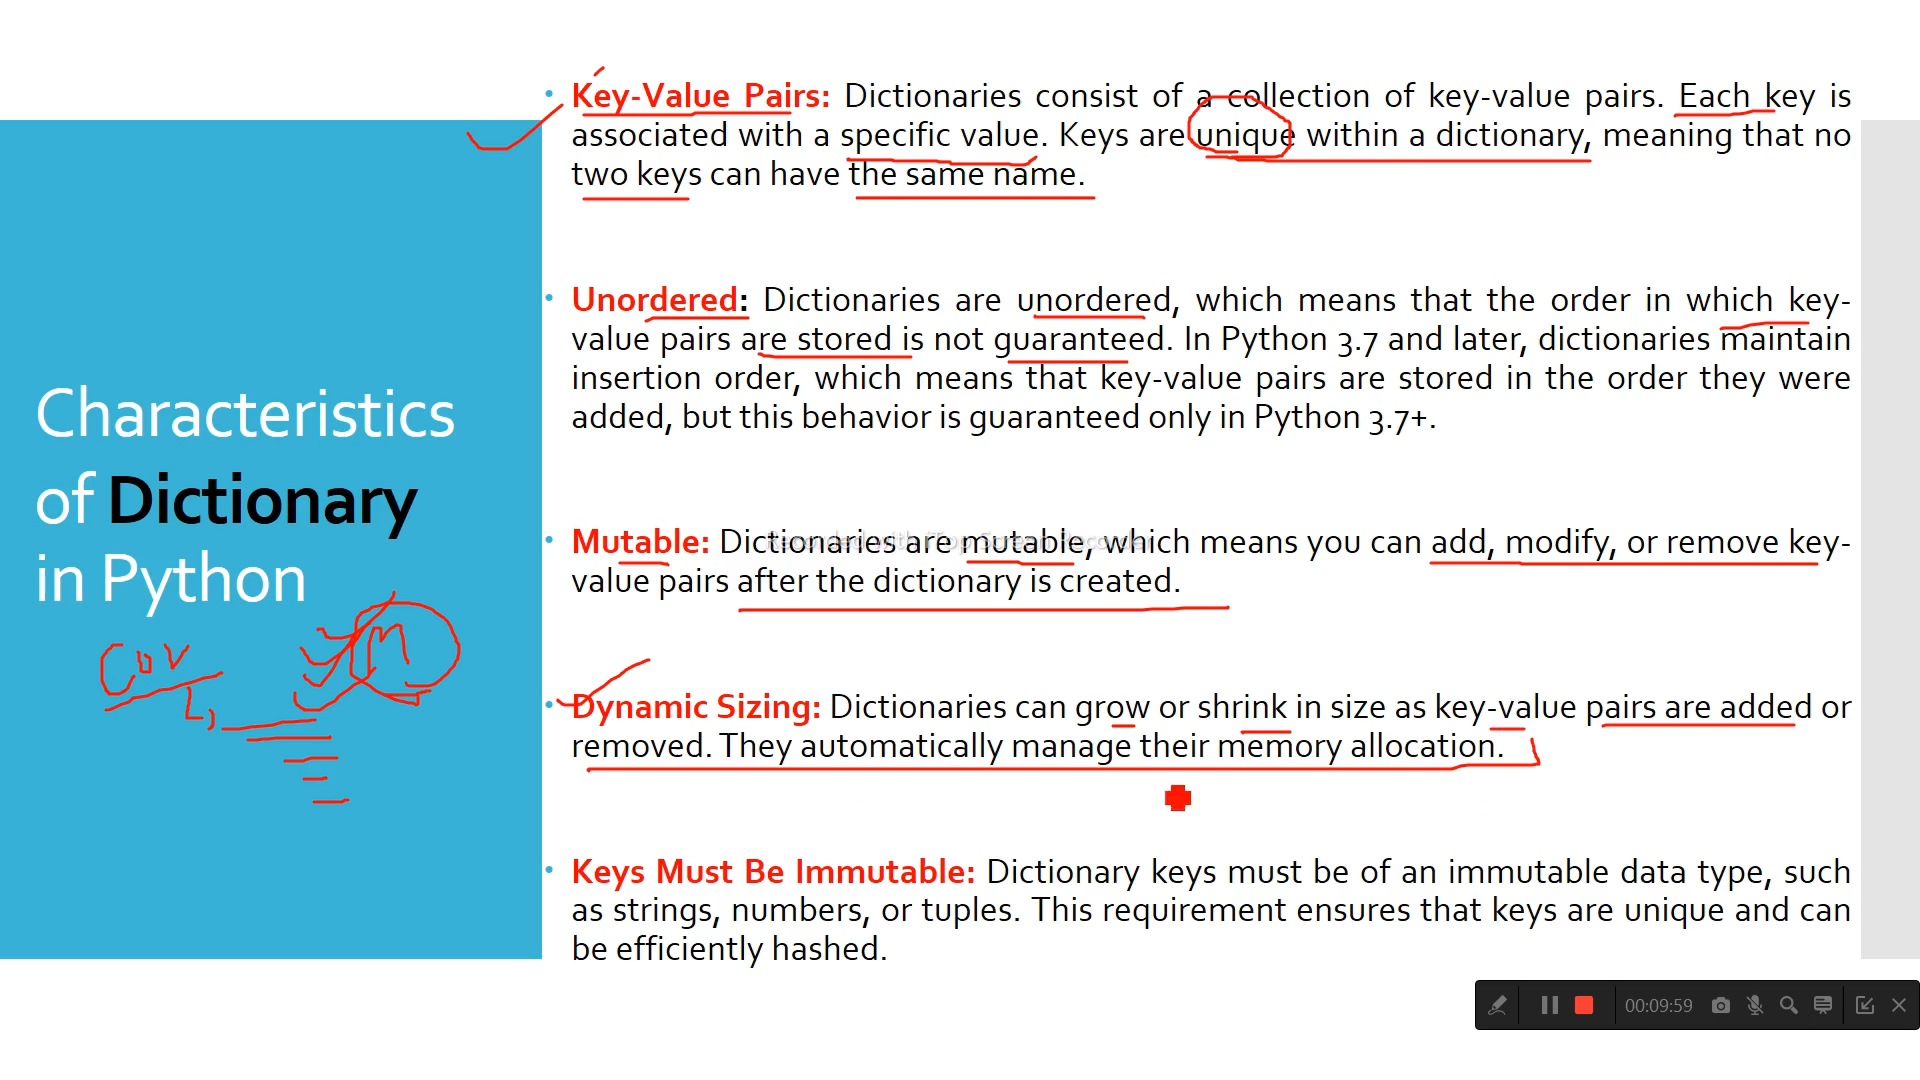 Characteristics
of Dictionary
in Python
• Key-Value Pairs: Dictionaries consist of a collection of key-value pairs. Each key is
associated with a specific value. Keys are unique within a dictionary, meaning that no
two keys can have the same name.
• Unordered: Dictionaries are unordered, which means that the order in which key-
value pairs are stored is not guaranteed. In Python 3.7 and later, dictionaries maintain
insertion order, which means that key-value pairs are stored in the order they were
added, but this behavior is guaranteed only in Python 3.7+.
• Mutable: Dictionaries are mutable, which means you can add, modify, or remove key-
value pairs after the dictionary is created.
Recorded with iTop Screen Recorder
• Dynamic Sizing: Dictionaries can grow or shrink in size as key-value pairs are added or
removed. They automatically manage their memory allocation.
• Keys Must Be Immutable: Dictionary keys must be of an immutable data type, such
as strings, numbers, or tuples. This requirement ensures that keys are unique and can
be efficiently hashed.
00:09:59